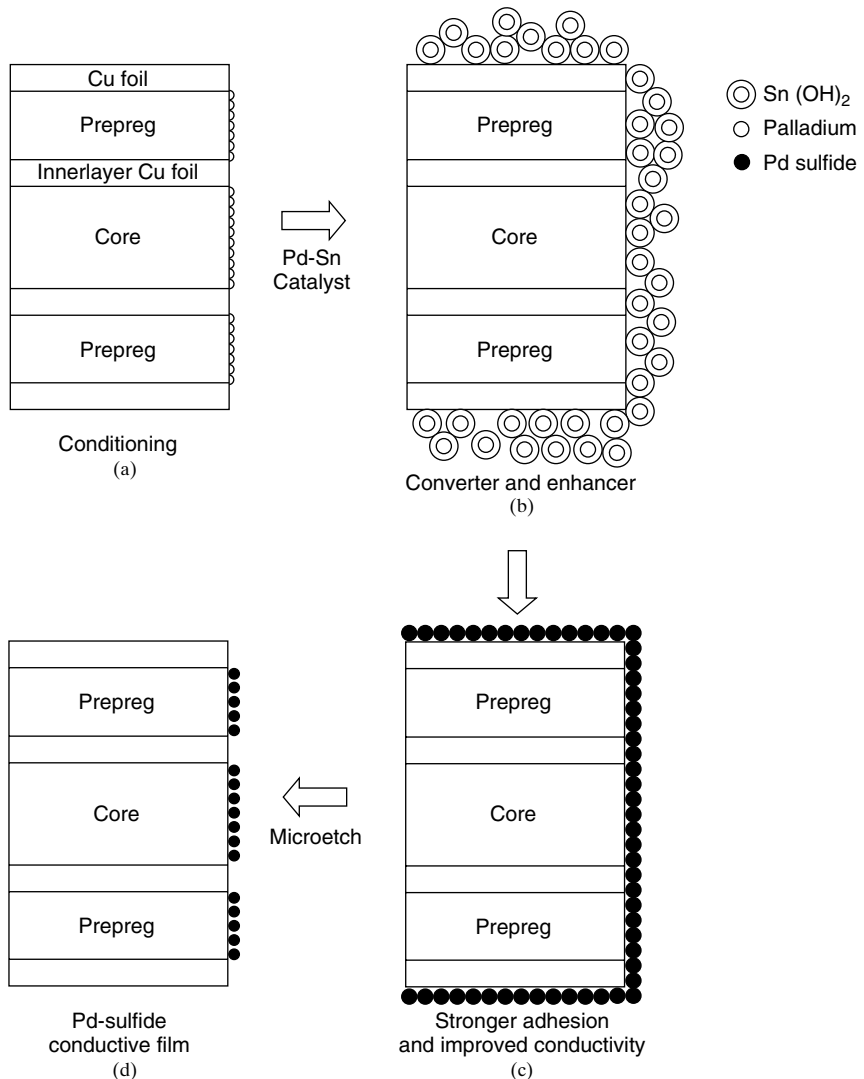 Cu foil
Prepreg
Innerlayer Cu foil
Core
Prepreg
Conditioning
(a)
Pd-Sn
Catalyst
Prepreg
Core
Prepreg
Converter and enhancer
(b)
Sn (OH)2
Palladium
Pd sulfide
Prepreg
Core
Prepreg
Pd-sulfide
conductive film
(d)
Microetch
Prepreg
Core
Prepreg
Stronger adhesion
and improved conductivity
(c)